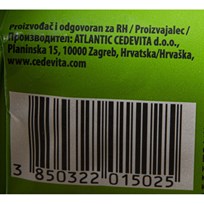 Proizvođač i odgovoran za RH / Proizvajalec /
Производител: ATLANTIC CEDEVITA d.o.o.,
Planinska 15, 10000 Zagreb, Hrvatska/Hrvaška,
www.cedevita.com
3 850322 015025